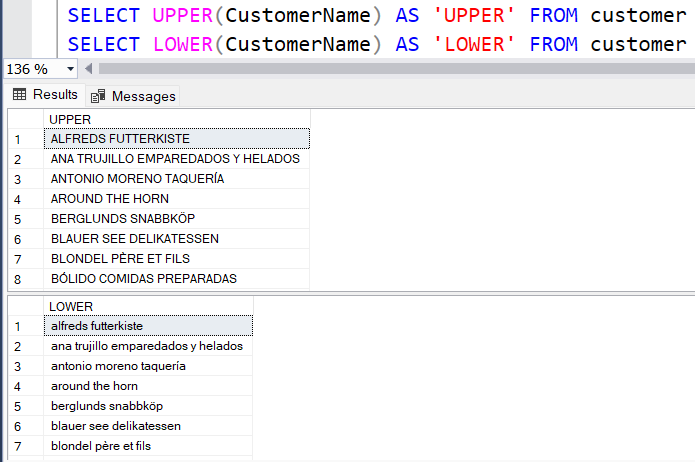 SELECT UPPER(CustomerName) AS 'UPPER' FROM customer
SELECT LOWER(CustomerName) AS 'LOWER' FROM customer
136 %
Results Messages
UPPER
1 ALFREDS FUTTERKISTE
2 ANA TRUJILLO EMPAREDADOS Y HELADOS
3 ANTONIO MORENO TAQUERÍA
4 AROUND THE HORN
5 BERGLUNDS SNABBKÖP
6 BLAUER SEE DELIKATESSEN
7 BLONDEL PÈRE ET FILS
8 BÓLIDO COMIDAS PREPARADAS
LOWER
1 alfreds futterkiste
2 ana trujillo emparedados y helados
3 antonio moreno taquería
4 around the horn
5 berglunds snabbköp
6 blauer see delikatessen
7 blondel père et fils